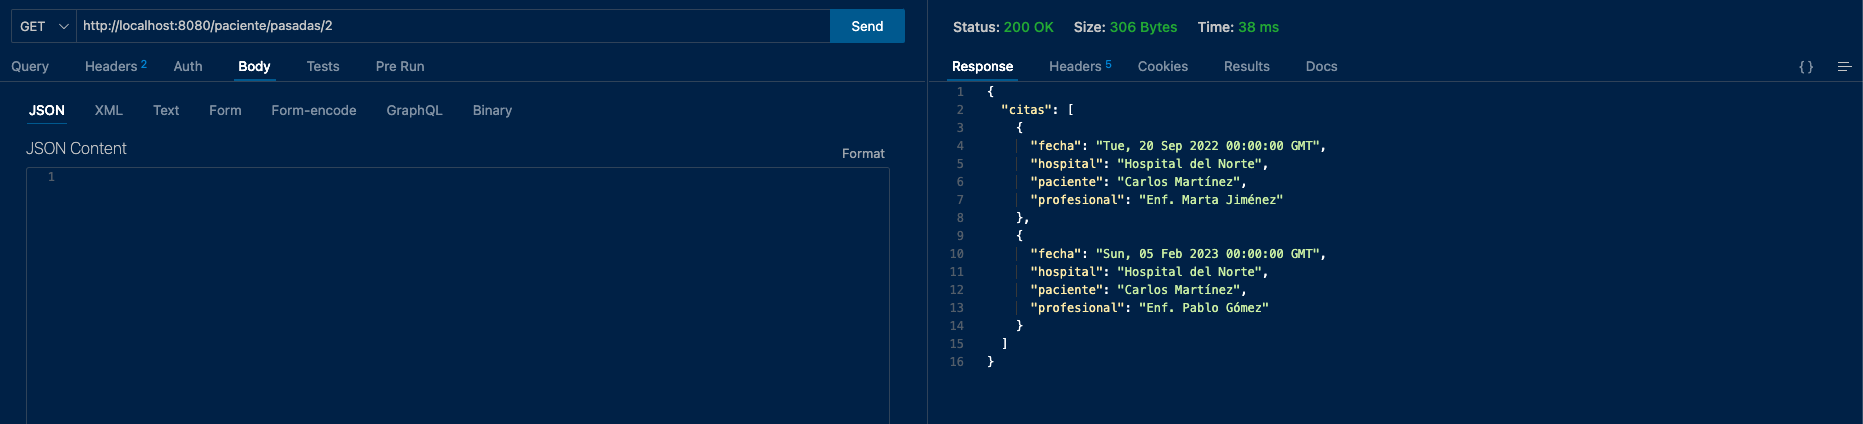 GET http://localhost:8080/paciente/pasadas/2 Send
Query Headers 2 Auth Body Tests Pre Run
JSON XML Text Form Form-encode GraphQL Binary
JSON Content
Format
1
Status: 200 OK Size: 306 Bytes Time: 38 ms
Response Headers 5 Cookies Results Docs { }
1 {
2 "citas": [
3 {
4 "fecha": "Tue, 20 Sep 2022 00:00:00 GMT",
5 "hospital": "Hospital del Norte",
6 "paciente": "Carlos Martínez",
7 "profesional": "Enf. Marta Jiménez"
8 },
9 {
10 "fecha": "Sun, 05 Feb 2023 00:00:00 GMT",
11 "hospital": "Hospital del Norte",
12 "paciente": "Carlos Martínez",
13 "profesional": "Enf. Pablo Gómez"
14 }
15 ]
16 }